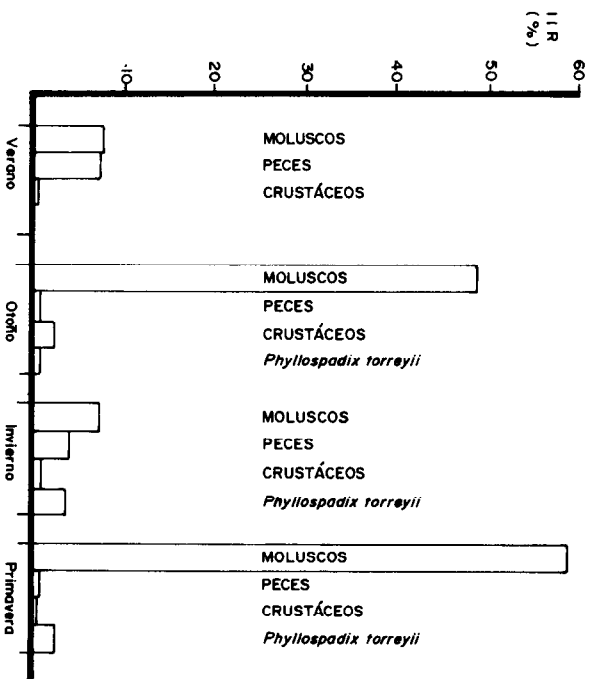 IIR
(%)
10
20
30
40
50
60
Verano
MOLUSCOS
PECES
CRUSTÁCEOS
Otoño
MOLUSCOS
PECES
CRUSTÁCEOS
Phyllospadix torreyii
Invierno
MOLUSCOS
PECES
CRUSTÁCEOS
Phyllospadix torreyii
Primavera
MOLUSCOS
PECES
CRUSTÁCEOS
Phyllospadix torreyii